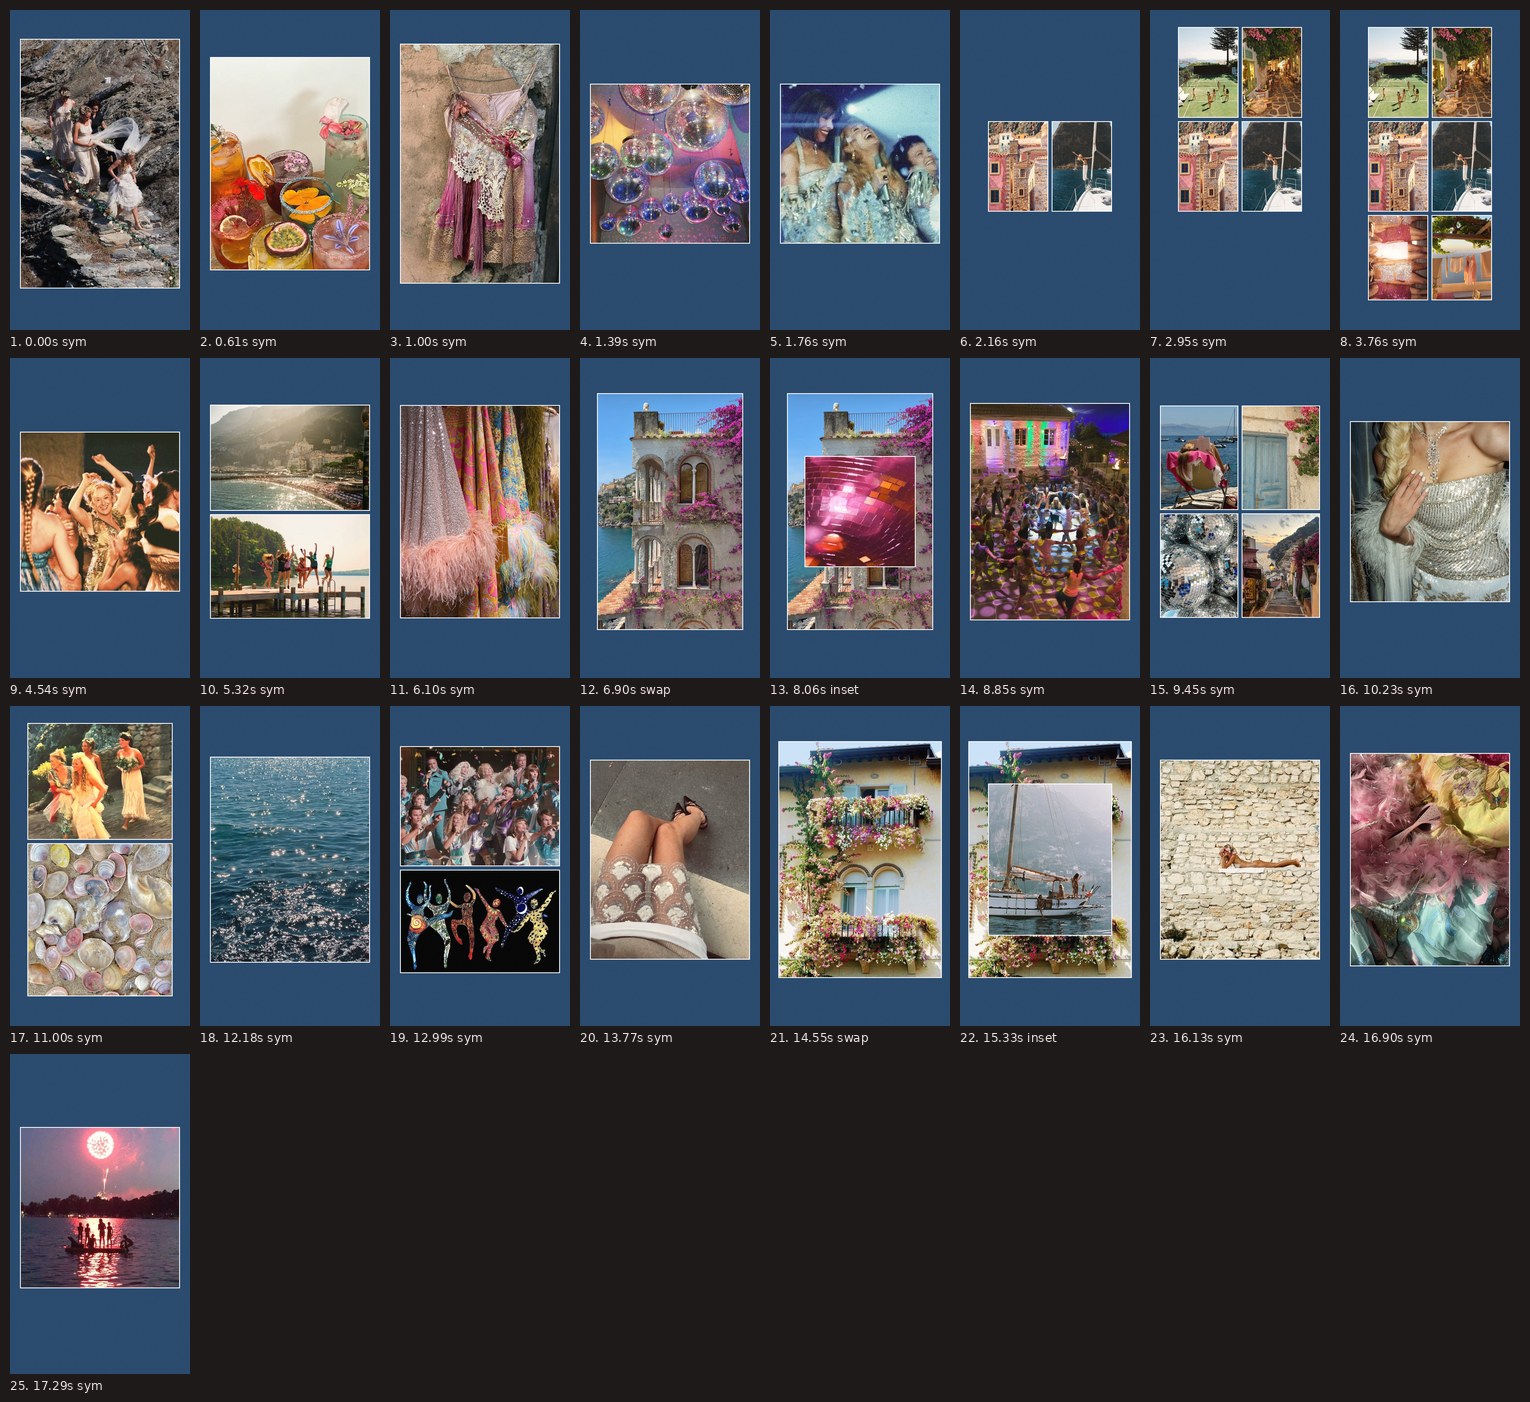 1. 0.00s sym
2. 0.61s sym
3. 1.00s sym
4. 1.39s sym
5. 1.76s sym
6. 2.16s sym
7. 2.95s sym
8. 3.76s sym
9. 4.54s sym
10. 5.32s sym
11. 6.10s sym
12. 6.90s swap
13. 8.06s inset
14. 8.85s sym
15. 9.45s sym
16. 10.23s sym
17. 11.00s sym
18. 12.18s sym
19. 12.99s sym
20. 13.77s sym
21. 14.55s swap
22. 15.33s inset
23. 16.13s sym
24. 16.90s sym
25. 17.29s sym